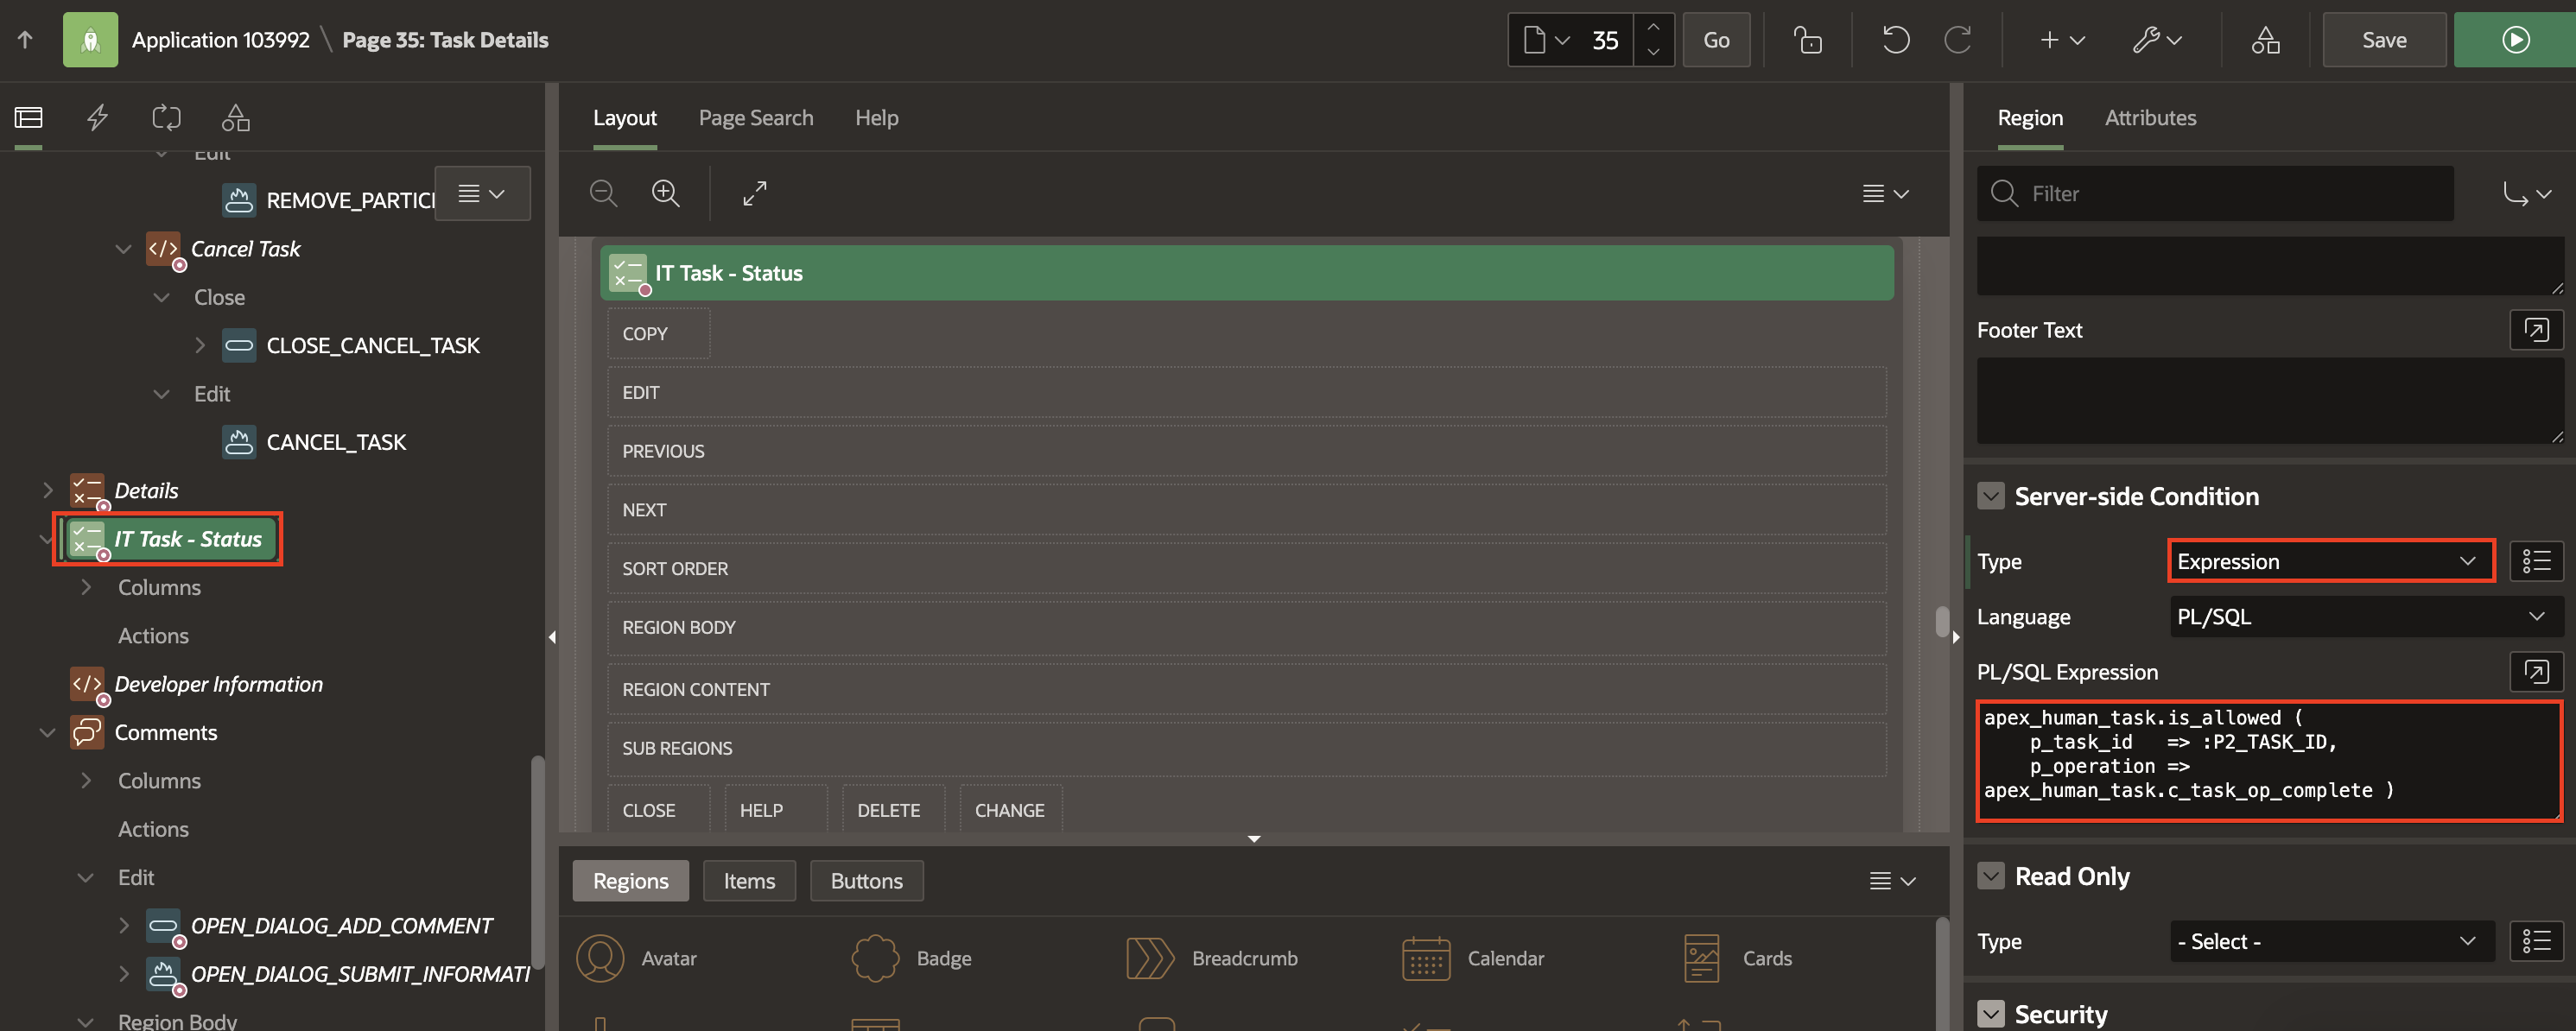 Application 103992 \ Page 35: Task Details
35
Go
Save
Layout
Page Search
Help
Region
Attributes
Edit
REMOVE_PARTICI
Cancel Task
Close
CLOSE_CANCEL_TASK
Edit
CANCEL_TASK
Details
IT Task - Status
Columns
Actions
Developer Information
Comments
Columns
Actions
Edit
OPEN_DIALOG_ADD_COMMENT
OPEN_DIALOG_SUBMIT_INFORMATI
Region Body
IT Task - Status
COPY
EDIT
PREVIOUS
NEXT
SORT ORDER
REGION BODY
REGION CONTENT
SUB REGIONS
CLOSE
HELP
DELETE
CHANGE
Regions
Items
Buttons
Avatar
Badge
Breadcrumb
Calendar
Cards
Filter
Footer Text
Server-side Condition
Type
Expression
Language
PL/SQL
PL/SQL Expression
apex_human_task.is_allowed (
p_task_id => :P2_TASK_ID,
p_operation =>
apex_human_task.c_task_op_complete )
Read Only
Type
- Select -
Security